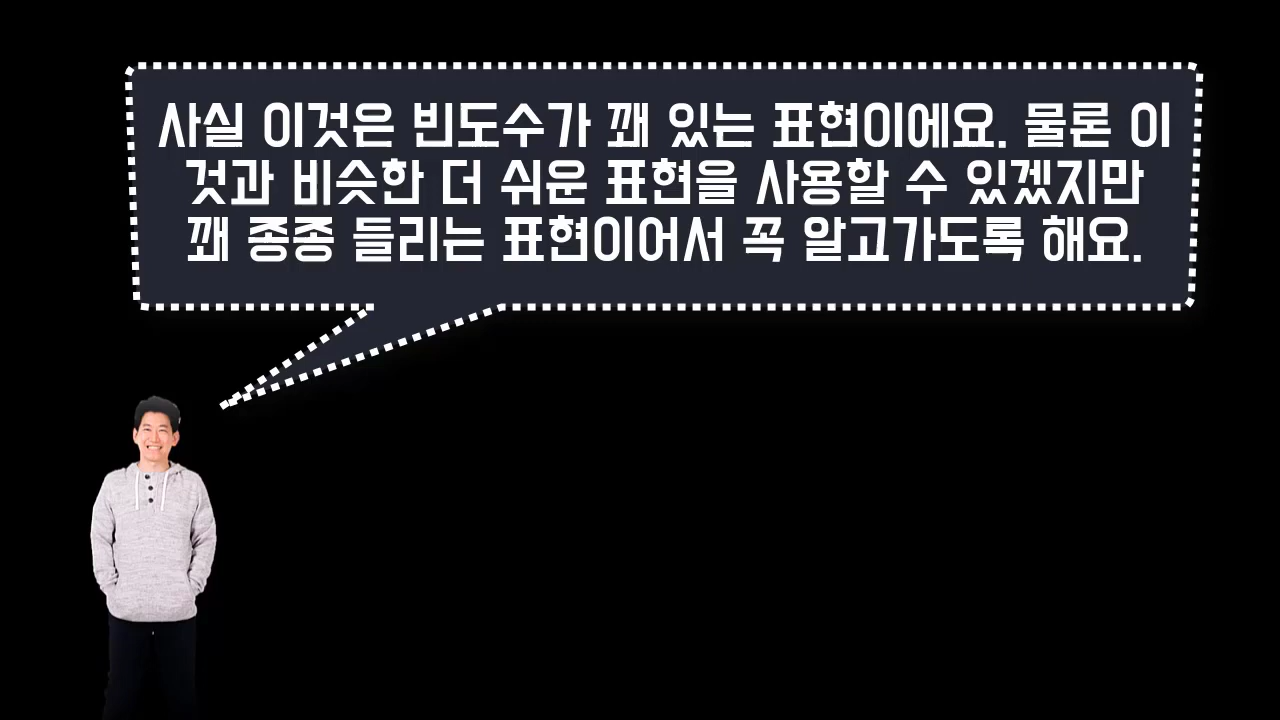 사실 이것은 빈도수가 꽤 있는 표현이에요. 물론 이
것과 비슷한 더 쉬운 표현을 사용할 수 있겠지만
꽤 종종 들리는 표현이어서 꼭 알고가도록 해요.